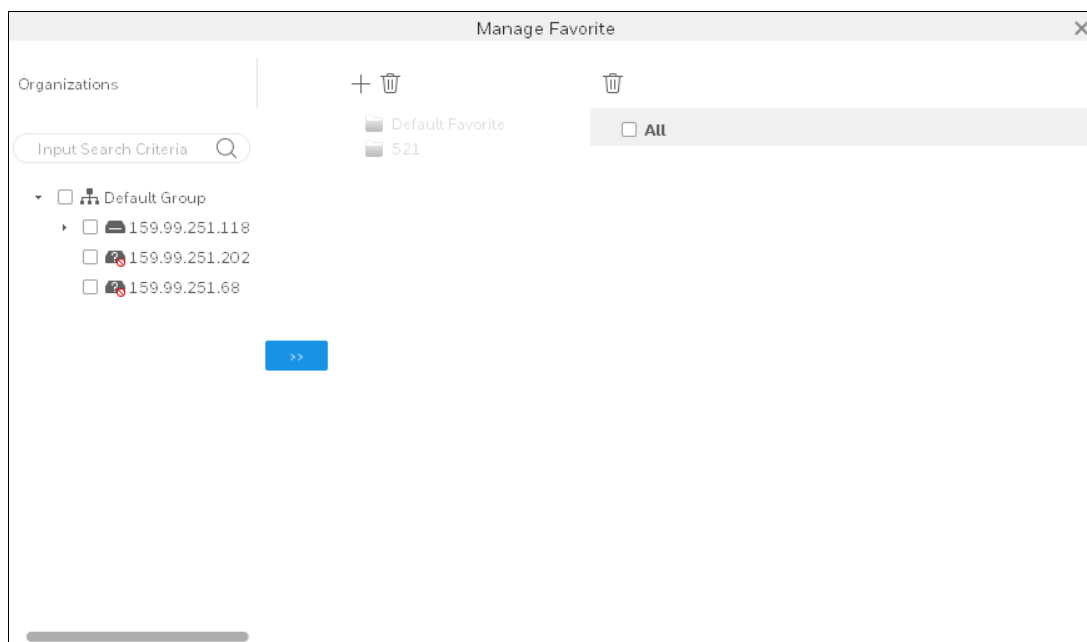 Manage Favorite
Organizations
Input Search Criteria
Default Group
159.99.251.118
159.99.251.202
159.99.251.68
>>
Default Favorite
521
All